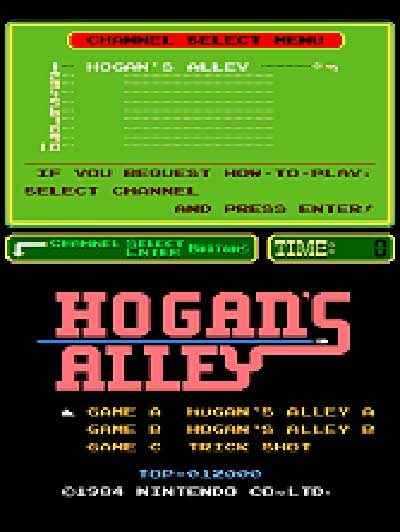 CHANNEL SELECT MENU
HOGAN'S ALLEY
IF YOU REQUEST HOW-TO-PLAY,
SELECT CHANNEL
AND PRESS ENTER!
CHANNEL SELECT
ENTER BUTTONS
TIME: 0
HOGAN'S
ALLEY
GAME A HOGAN'S ALLEY A
GAME B HOGAN'S ALLEY B
GAME C TRICK SHOT
TOP-012000
©1984 NINTENDO CO.,LTD.